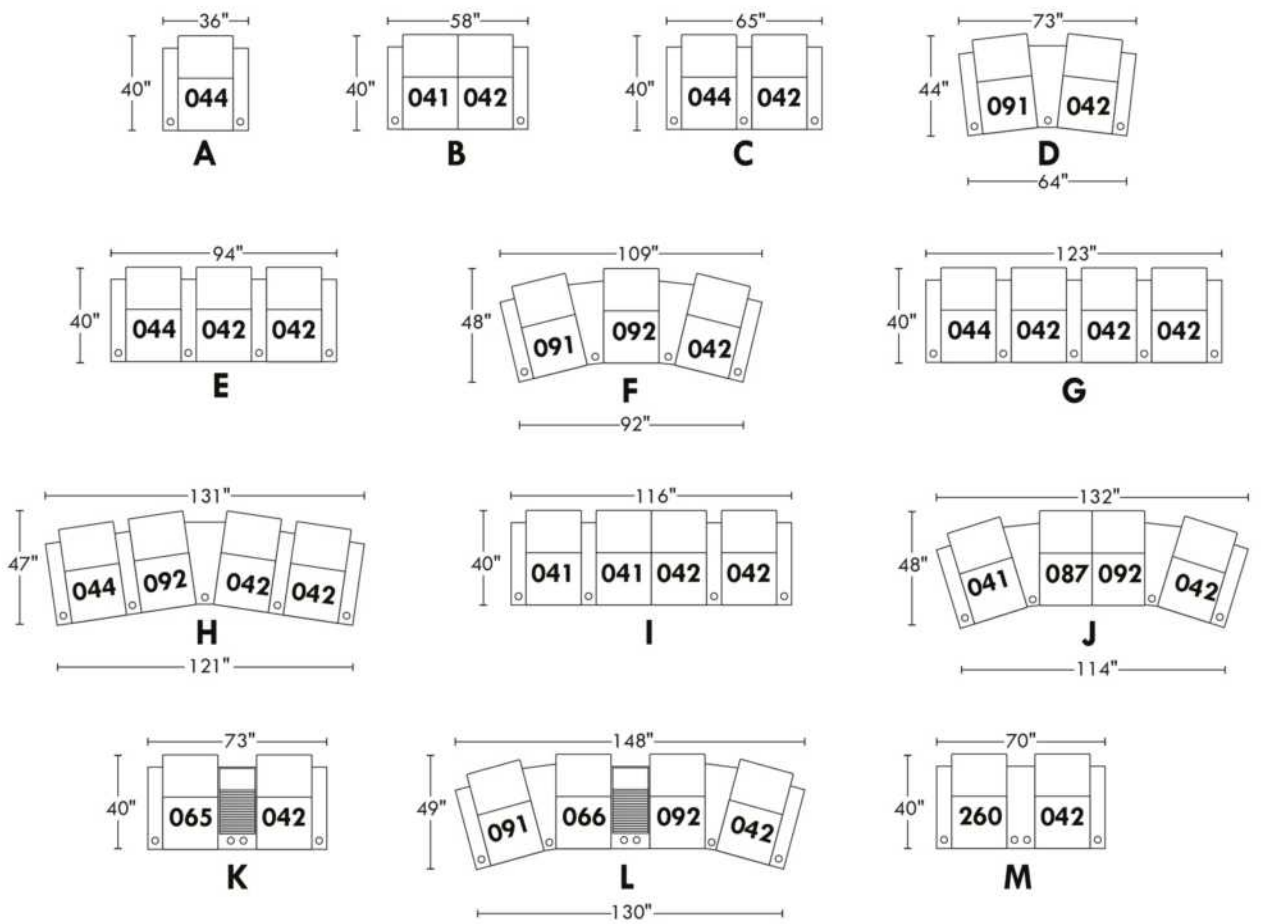 36" 58" 65" 73"
40" 044 40" 041 042 40" 044 042 44" 091 042
A B C D
64"
94" 109" 123"
40" 044 042 042 48" 091 092 042 40" 044 042 042 042
E F G
92"
131" 116" 132"
47" 044 092 042 042 40" 041 041 042 042 48" 041 087 092 042
H I J
121" 114"
73" 148" 70"
40" 065 042 49" 091 066 092 042 40" 260 042
K L M
130"